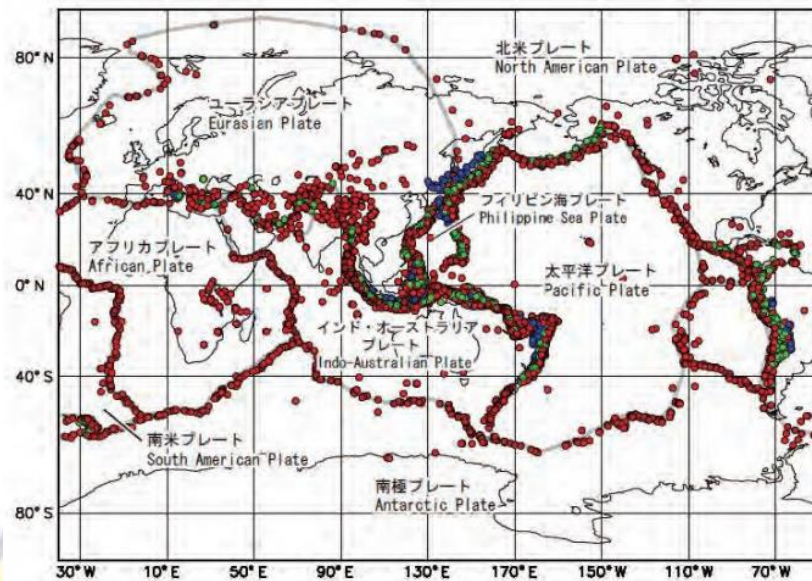 80°N
北米プレート
North American Plate
ユーラシアプレート
Eurasian Plate
40°N
フィリピン海プレート
Philippine Sea Plate
アフリカプレート
African Plate
太平洋プレート
Pacific Plate
0°N
インド・オーストラリア
プレート
Indo-Australian Plate
40°S
南米プレート
South American Plate
南極プレート
Antarctic Plate
80°S
30°W 10°E 50°E 90°E 130°E 170°E 150°W 110°W 70°W